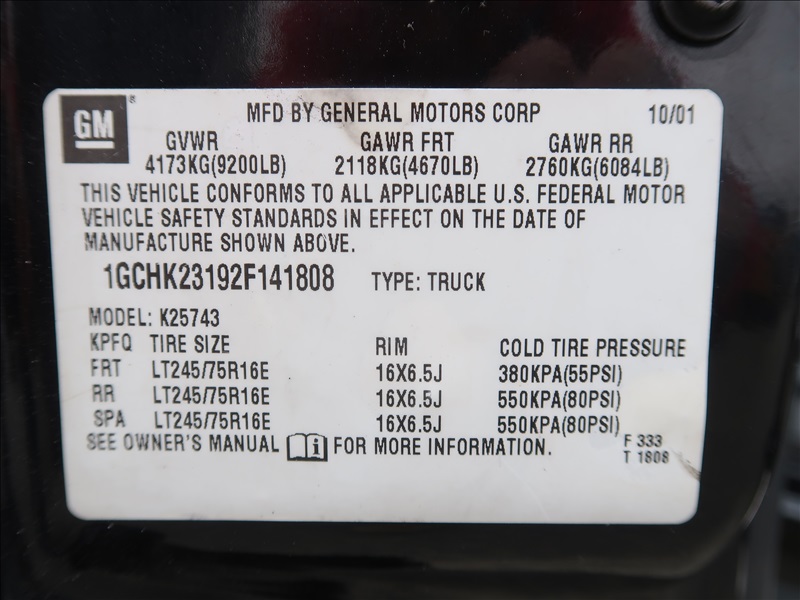 GM ® MFD BY GENERAL MOTORS CORP 10/01
GVWR GAWR FRT GAWR RR
4173KG(9200LB) 2118KG(4670LB) 2760KG(6084LB)
THIS VEHICLE CONFORMS TO ALL APPLICABLE U.S. FEDERAL MOTOR
VEHICLE SAFETY STANDARDS IN EFFECT ON THE DATE OF
MANUFACTURE SHOWN ABOVE.
1GCHK23192F141808 TYPE: TRUCK
MODEL: K25743
KPFQ TIRE SIZE RIM COLD TIRE PRESSURE
FRT LT245/75R16E 16X6.5J 380KPA(55PSI)
RR LT245/75R16E 16X6.5J 550KPA(80PSI)
SPA LT245/75R16E 16X6.5J 550KPA(80PSI)
SEE OWNER'S MANUAL i FOR MORE INFORMATION. F 333
T 1808